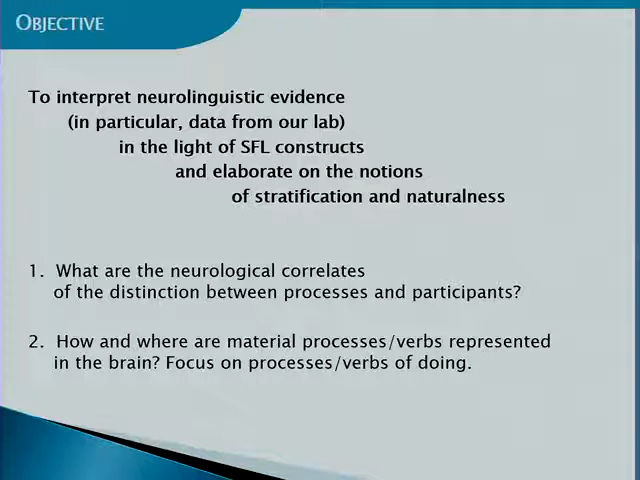 OBJECTIVE
To interpret neurolinguistic evidence
(in particular, data from our lab)
in the light of SFL constructs
and elaborate on the notions
of stratification and naturalness
1. What are the neurological correlates
of the distinction between processes and participants?
2. How and where are material processes/verbs represented
in the brain? Focus on processes/verbs of doing.